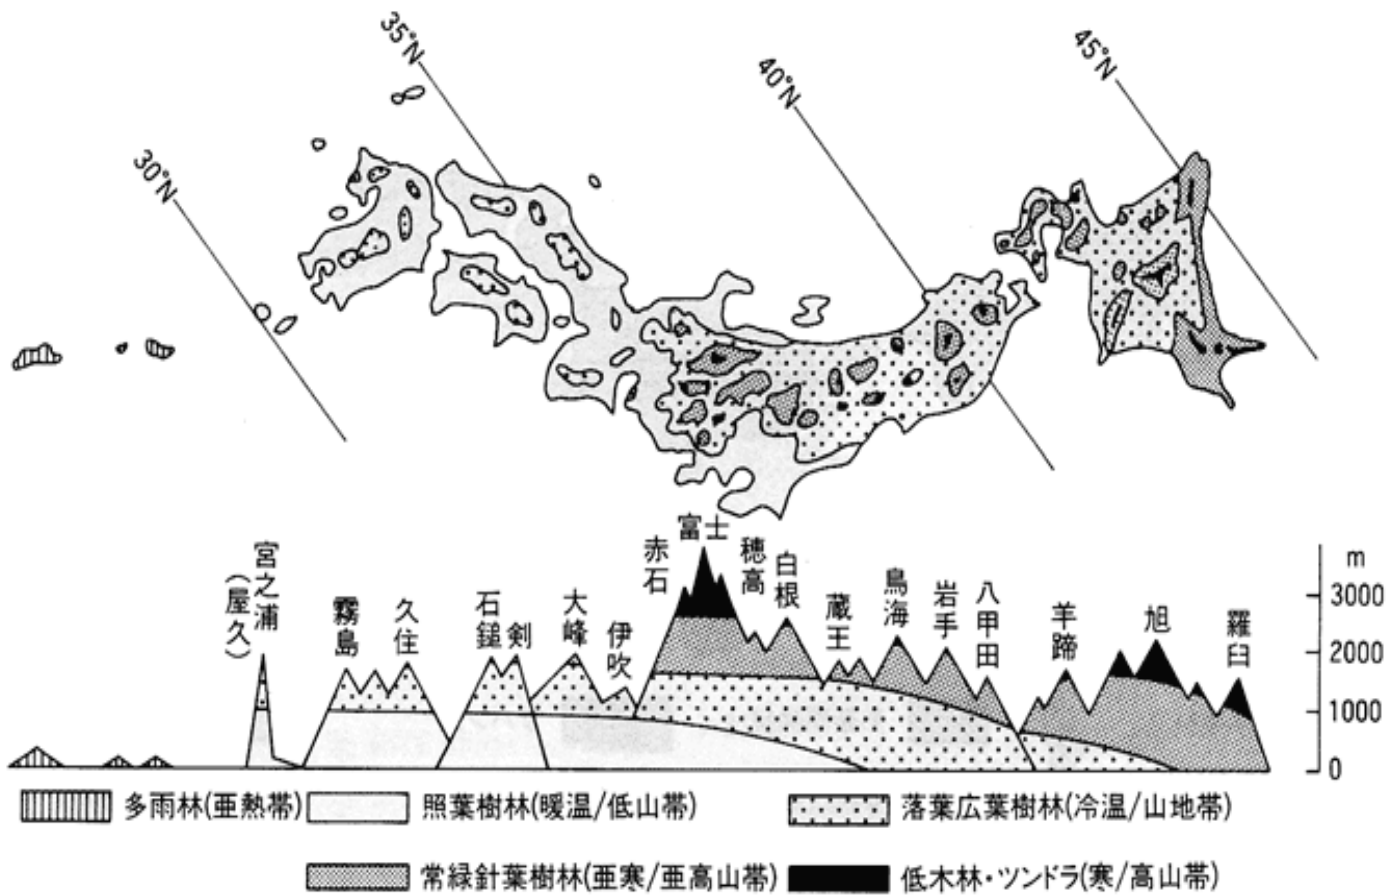 30°N
35°N
40°N
45°N
宮之浦
(屋久)
霧島
久住
石鎚
剣
大峰
伊吹
赤石
富士
穂高
白根
蔵王
鳥海
岩手
八甲田
羊蹄
旭
羅臼
m
3000
2000
1000
0
多雨林(亜熱帯)
照葉樹林(暖温/低山帯)
落葉広葉樹林(冷温/山地帯)
常緑針葉樹林(亜寒/亜高山帯)
低木林・ツンドラ(寒/高山帯)